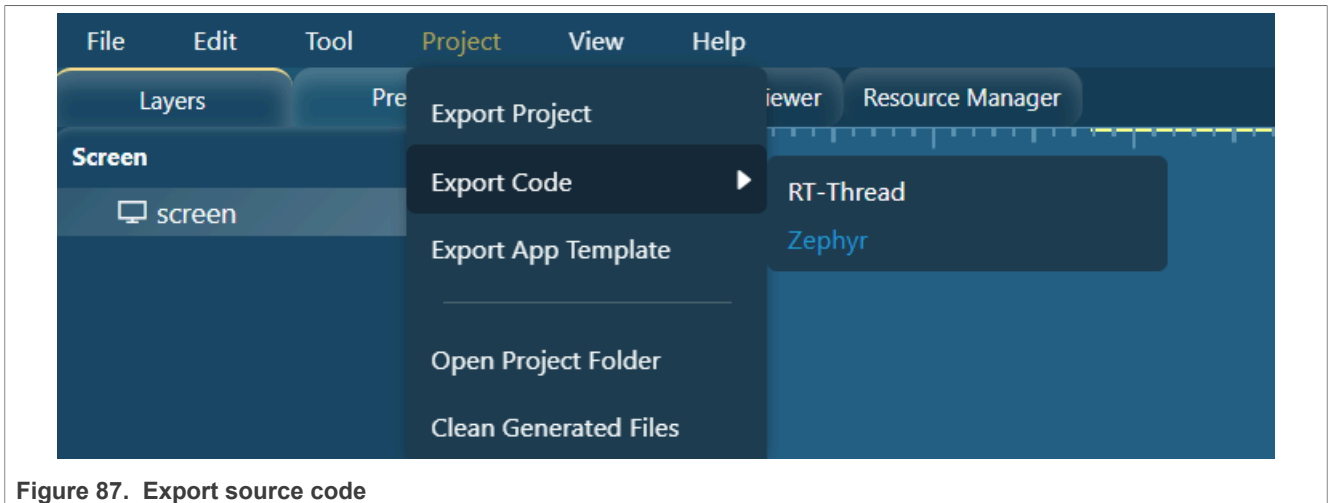 File Edit Tool Project View Help
Layers Pre iewer Resource Manager
Export Project
Screen
Export Code
RT-Thread
screen
Zephyr
Export App Template
Open Project Folder
Clean Generated Files
Figure 87. Export source code